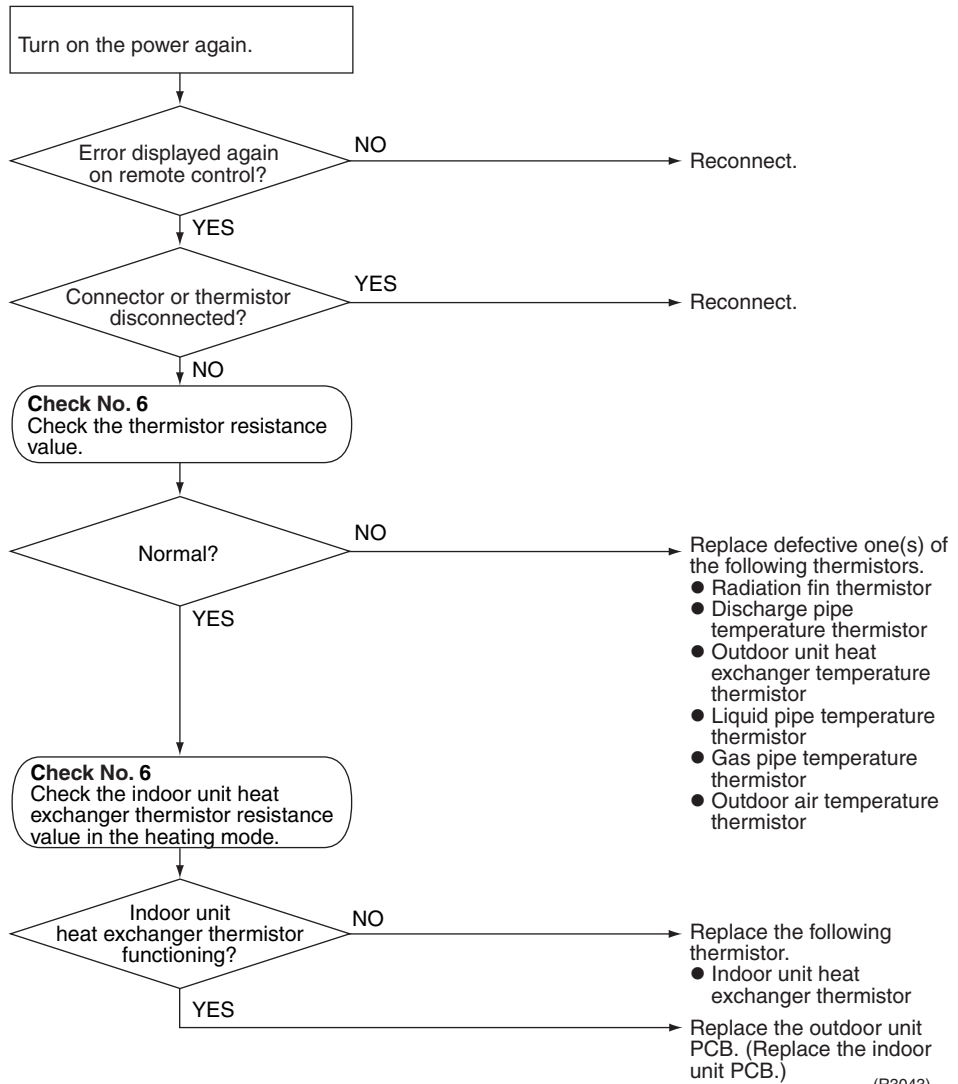 Turn on the power again.
Error displayed again
on remote control?
NO
Reconnect.
YES
Connector or thermistor
disconnected?
YES
Reconnect.
NO
Check No. 6
Check the thermistor resistance
value.
Normal?
NO
Replace defective one(s) of
the following thermistors.
● Radiation fin thermistor
● Discharge pipe
temperature thermistor
● Outdoor unit heat
exchanger temperature
thermistor
● Liquid pipe temperature
thermistor
● Gas pipe temperature
thermistor
● Outdoor air temperature
thermistor
YES
Check No. 6
Check the indoor unit heat
exchanger thermistor resistance
value in the heating mode.
Indoor unit
heat exchanger thermistor
functioning?
NO
Replace the following
thermistor.
● Indoor unit heat
exchanger thermistor
YES
Replace the outdoor unit
PCB. (Replace the indoor
unit PCB.)
(R3043)